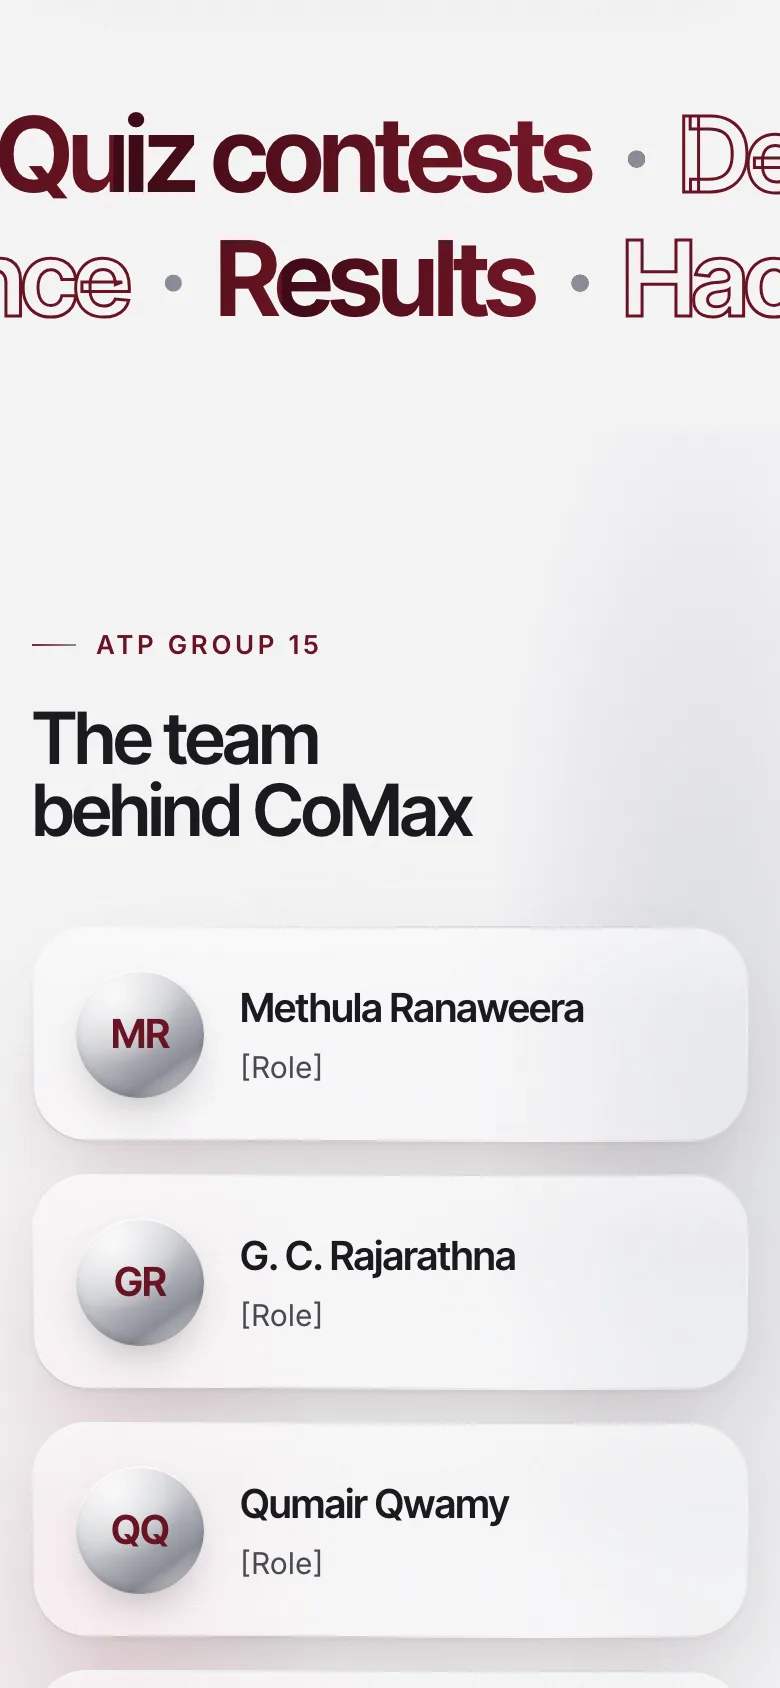 Quiz contests • De
nce • Results • Hac
ATP GROUP 15
The team
behind CoMax
MR
Methula Ranaweera
[Role]
GR
G. C. Rajarathna
[Role]
QQ
Qumair Qwamy
[Role]